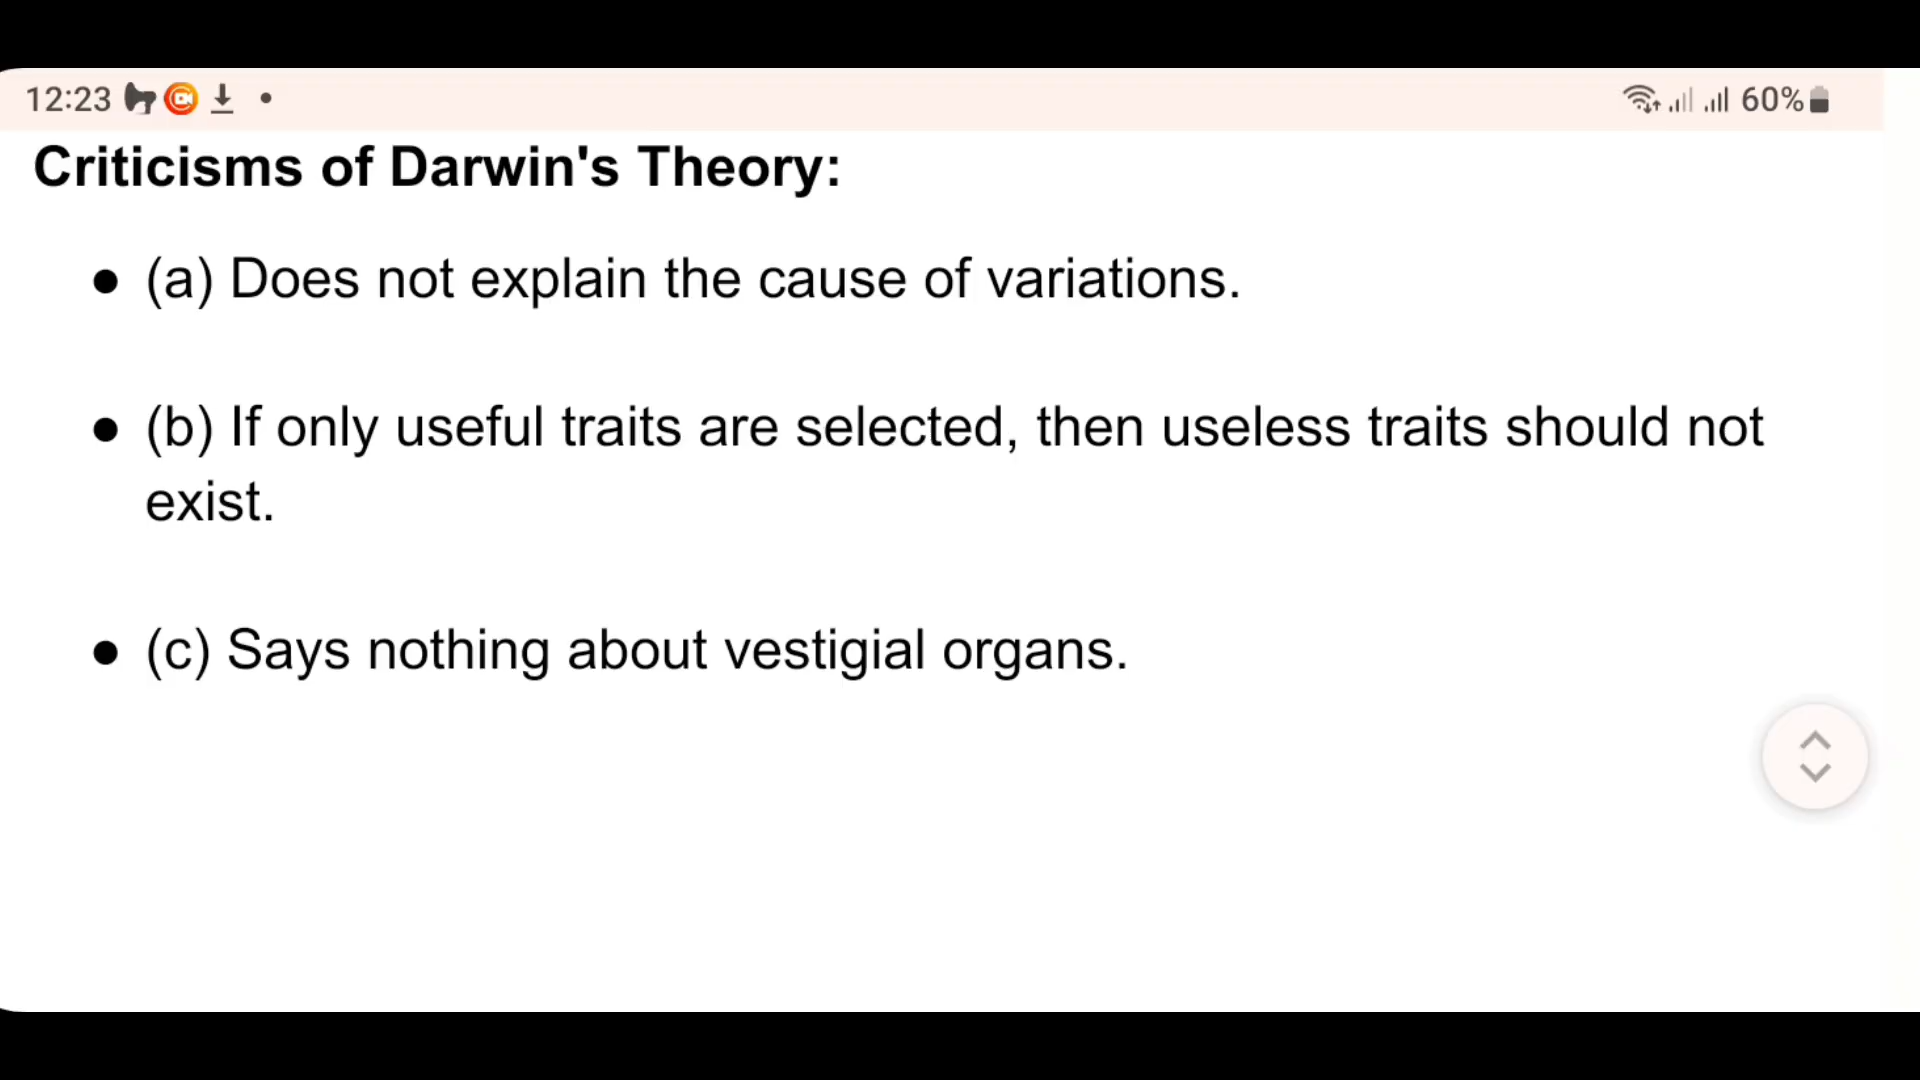 12:23
60%
Criticisms of Darwin's Theory:
● (a) Does not explain the cause of variations.
● (b) If only useful traits are selected, then useless traits should not
exist.
● (c) Says nothing about vestigial organs.